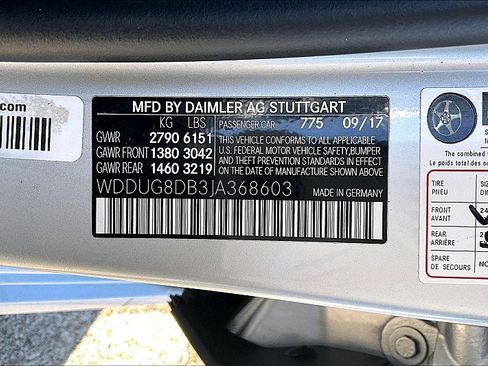 .com
MFD BY DAIMLER AG STUTTGART
KG LBS PASSENGER CAR 775 09/17
GVWR 2790 6151
GAWR FRONT 1380 3042
GAWR REAR 1460 3219
THIS VEHICLE CONFORMS TO ALL APPLICABLE
U.S. FEDERAL MOTOR VEHICLE SAFETY, BUMPER
AND THEFT PREVENTION STANDARDS IN EFFECT
ON THE DATE OF MANUFACTURE SHOWN ABOVE.
WDDUG8DB3JA368603 MADE IN GERMANY
The combined
Le poids des
TIRE
PNEU
FRONT
AVANT
REAR
ARRIÈRE
SPARE
DE SECOURS